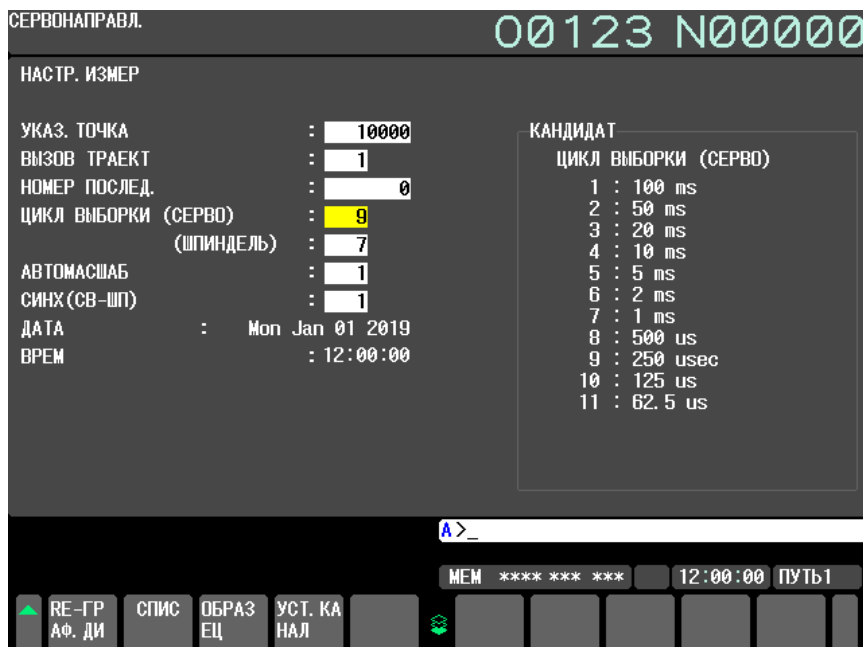 СЕРВОНАПРАВЛ.
O0123 N00000
НАСТР. ИЗМЕР
УКАЗ. ТОЧКА : 10000
ВЫЗОВ ТРАЕКТ : 1
НОМЕР ПОСЛЕД. : 0
ЦИКЛ ВЫБОРКИ (СЕРВО) : 9
(ШПИНДЕЛЬ) : 7
АВТОМАСШАБ : 1
СИНХ(СВ-ШП) : 1
ДАТА : Mon Jan 01 2019
ВРЕМ : 12:00:00
КАНДИДАТ
ЦИКЛ ВЫБОРКИ (СЕРВО)
1 : 100 ms
2 : 50 ms
3 : 20 ms
4 : 10 ms
5 : 5 ms
6 : 2 ms
7 : 1 ms
8 : 500 us
9 : 250 usec
10 : 125 us
11 : 62.5 us
A>_
MEM **** *** *** 12:00:00 ПУТЬ1
RE-ГР
АФ. ДИ
СПИС
ОБРАЗ
ЕЦ
УСТ. КА
НАЛ